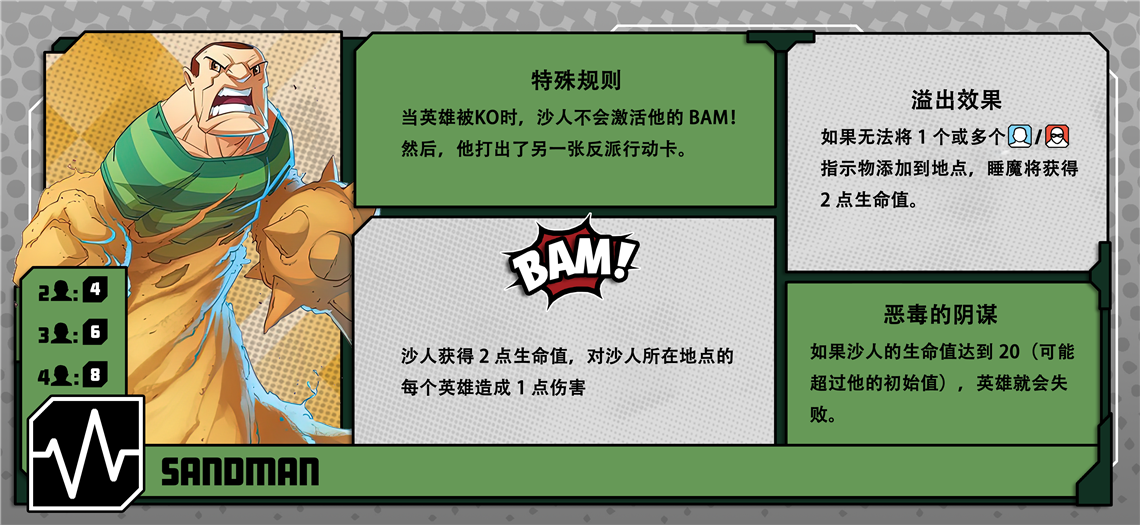 特殊规则
当英雄被KO时，沙人不会激活他的 BAM！
然后，他打出了另一张反派行动卡。
溢出效果
如果无法将 1 个或多个 /
指示物添加到地点，睡魔将获得
2 点生命值。
BAM!
沙人获得 2 点生命值，对沙人所在地点的
每个英雄造成 1 点伤害
恶毒的阴谋
如果沙人的生命值达到 20（可能
超过他的初始值），英雄就会失
败。
2 : 4
3 : 6
4 : 8
SANDMAN